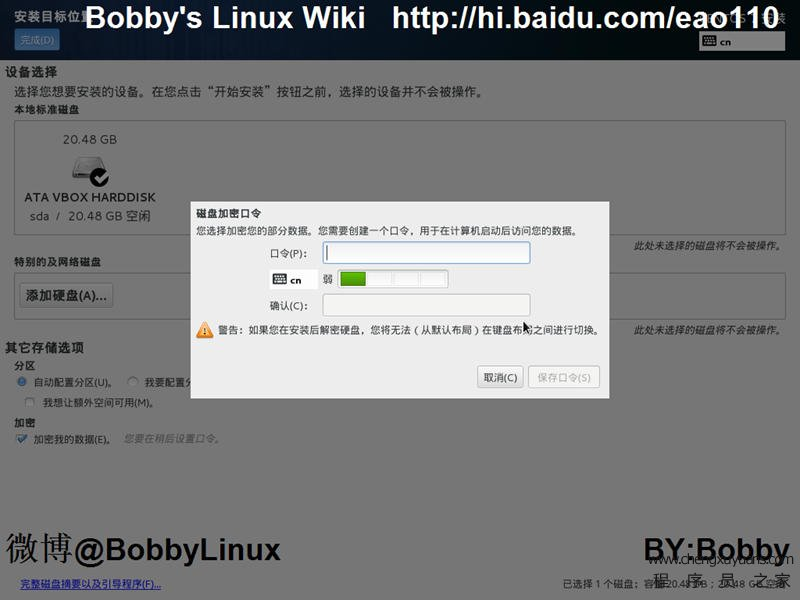 安装目标位置
Bobby's Linux Wiki http://hi.baidu.com/eao110
完成(D)
cn
设备选择
选择您想要安装的设备。在您点击“开始安装”按钮之前，选择的设备并不会被操作。
本地标准磁盘
20.48 GB
ATA VBOX HARDDISK
sda / 20.48 GB 空闲
此处未选择的磁盘将不会被操作。
特别的及网络磁盘
添加硬盘(A)...
此处未选择的磁盘将不会被操作。
磁盘加密口令
您选择加密您的部分数据。您需要创建一个口令，用于在计算机启动后访问您的数据。
口令(P)：
cn 弱
确认(C)：
警告：如果您在安装后解密硬盘，您将无法（从默认布局）在键盘布局之间进行切换。
取消(C) 保存口令(S)
其它存储选项
分区
自动配置分区(U)。 我要配置分
我想让额外空间可用(M)。
加密
加密我的数据(E)。 您要在稍后设置口令。
微博@BobbyLinux
BY:Bobby
www.chengxuyuans.com
程序员之家
完整磁盘摘要以及引导程序(F)...
已选择 1 个磁盘；容量 20.48 GB；20.48 GB 空闲